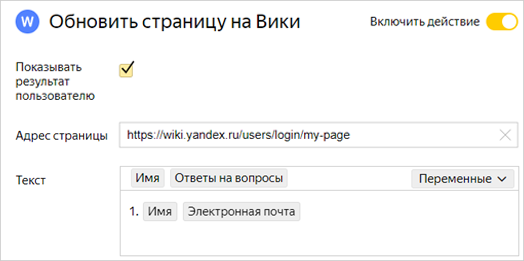 W Обновить страницу на Вики
Включить действие
Показывать
результат
пользователю
Адрес страницы https://wiki.yandex.ru/users/login/my-page
Текст Имя Ответы на вопросы Переменные
1. Имя Электронная почта